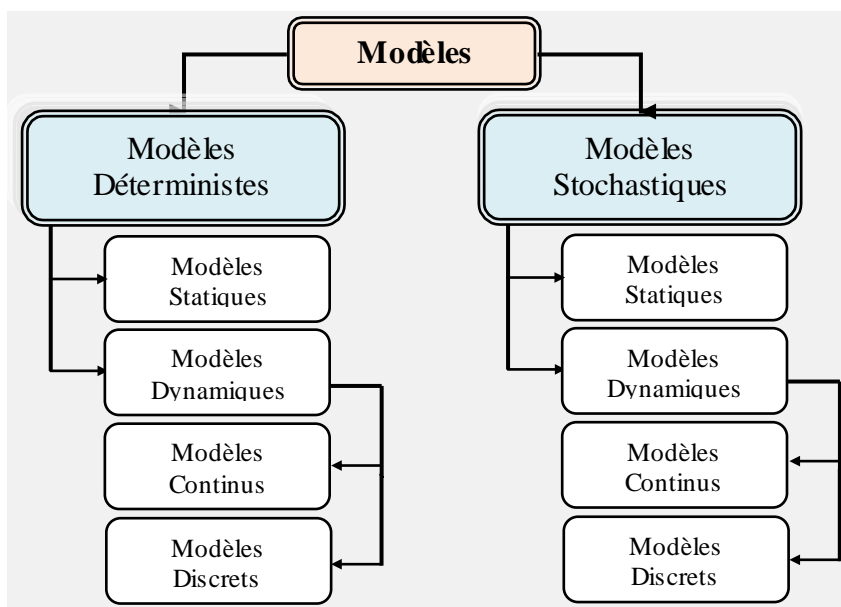 Modèles
Modèles
Déterministes
Modèles
Statiques
Modèles
Dynamiques
Modèles
Continus
Modèles
Discrets
Modèles
Stochastiques
Modèles
Statiques
Modèles
Dynamiques
Modèles
Continus
Modèles
Discrets